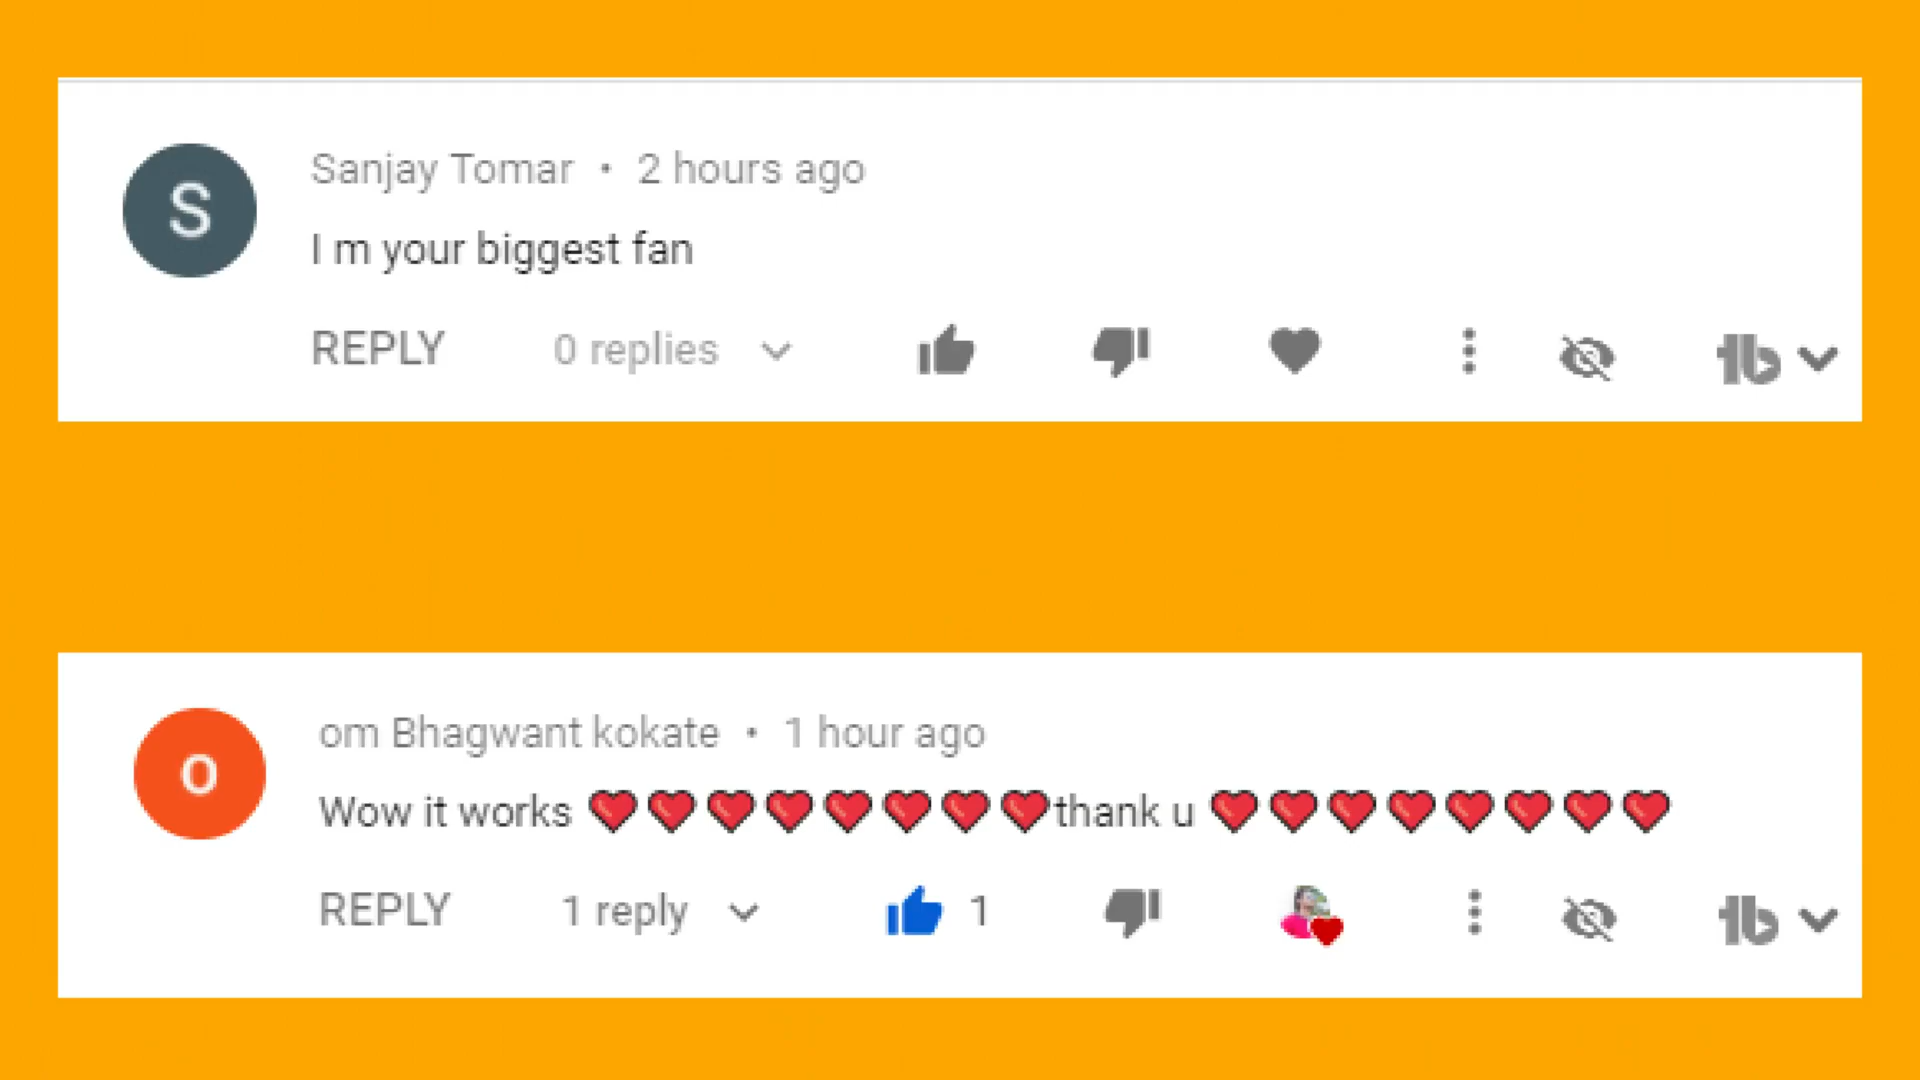 S
Sanjay Tomar • 2 hours ago
I m your biggest fan
REPLY 0 replies
o
om Bhagwant kokate • 1 hour ago
Wow it works ❤️❤️❤️❤️❤️❤️❤️❤️thank u ❤️❤️❤️❤️❤️❤️❤️❤️
REPLY 1 reply 1